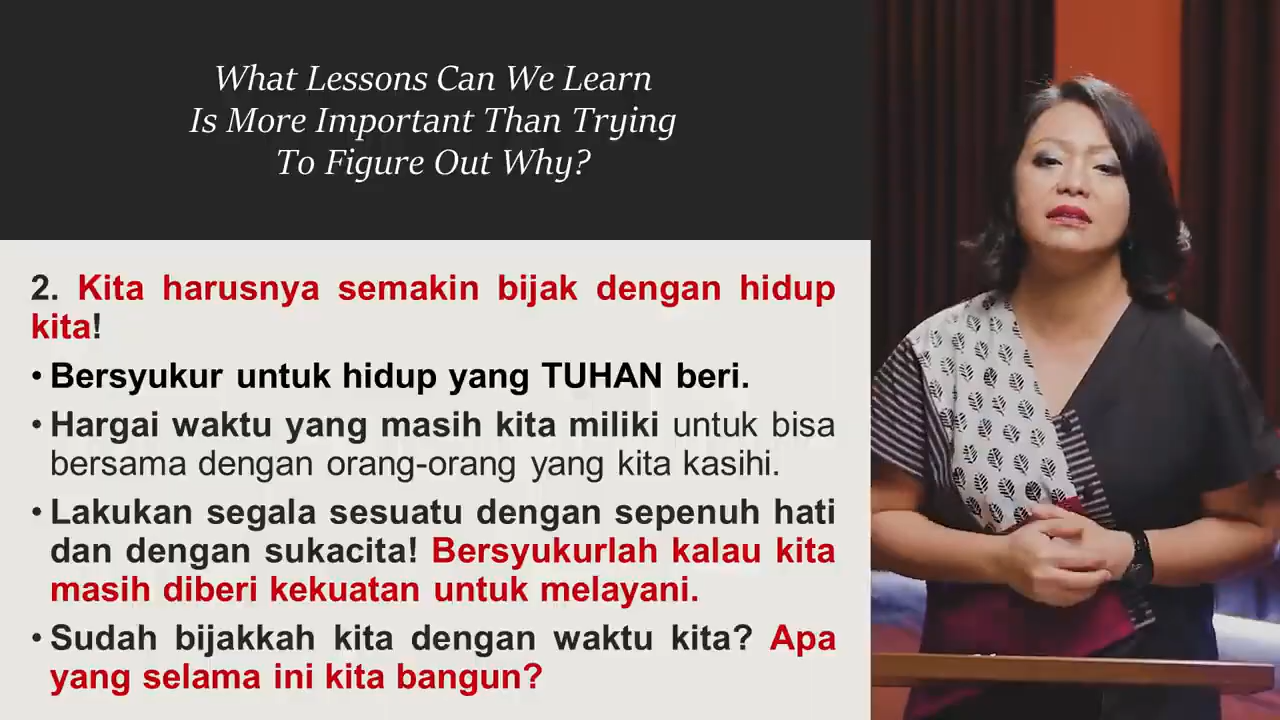 What Lessons Can We Learn
Is More Important Than Trying
To Figure Out Why?
2. Kita harusnya semakin bijak dengan hidup
kita!
• Bersyukur untuk hidup yang TUHAN beri.
• Hargai waktu yang masih kita miliki untuk bisa
bersama dengan orang-orang yang kita kasihi.
• Lakukan segala sesuatu dengan sepenuh hati
dan dengan sukacita! Bersyukurlah kalau kita
masih diberi kekuatan untuk melayani.
• Sudah bijakkah kita dengan waktu kita? Apa
yang selama ini kita bangun?